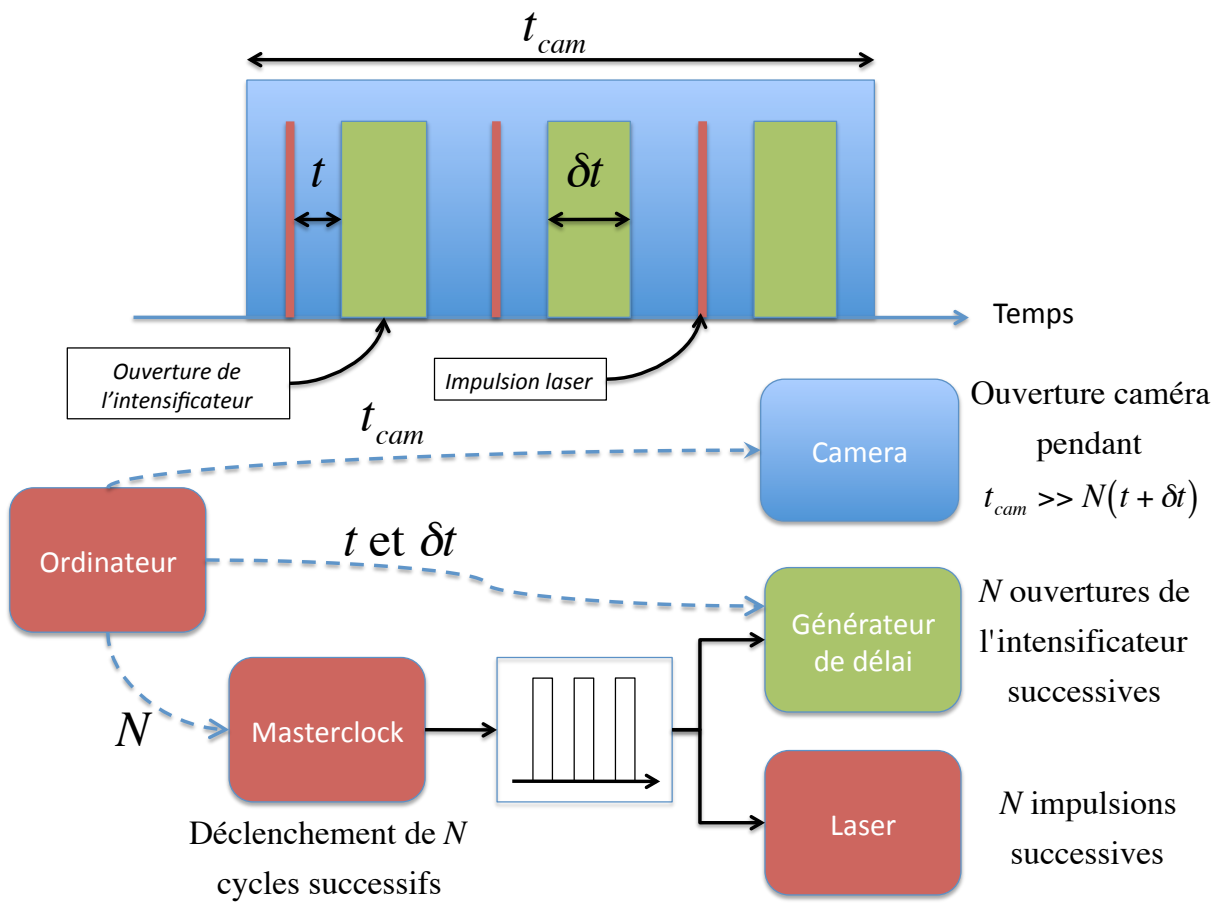 t_cam
t
δt
Temps
Ouverture de
l'intensificateur
Impulsion laser
t_cam
Camera
Ouverture caméra
pendant
t_cam >> N(t + δt)
Ordinateur
t et δt
Générateur
de délai
N ouvertures de
l'intensificateur
successives
N
Masterclock
Déclenchement de N
cycles successifs
Laser
N impulsions
successives